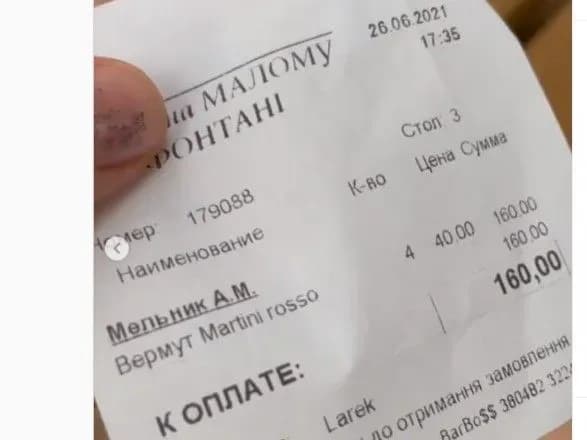 26.06.2021
17:35
на МАЛОМУ
ФОНТАНІ
Стол: 3
Номер: 179088
Наименование К-во Цена Сумма
Мельник А.М.
Вермут Martini rosso 4 40.00 160.00
160.00
К ОПЛАТЕ: 160,00
Larek
до отримання замовлення
BarBo$$ 380482